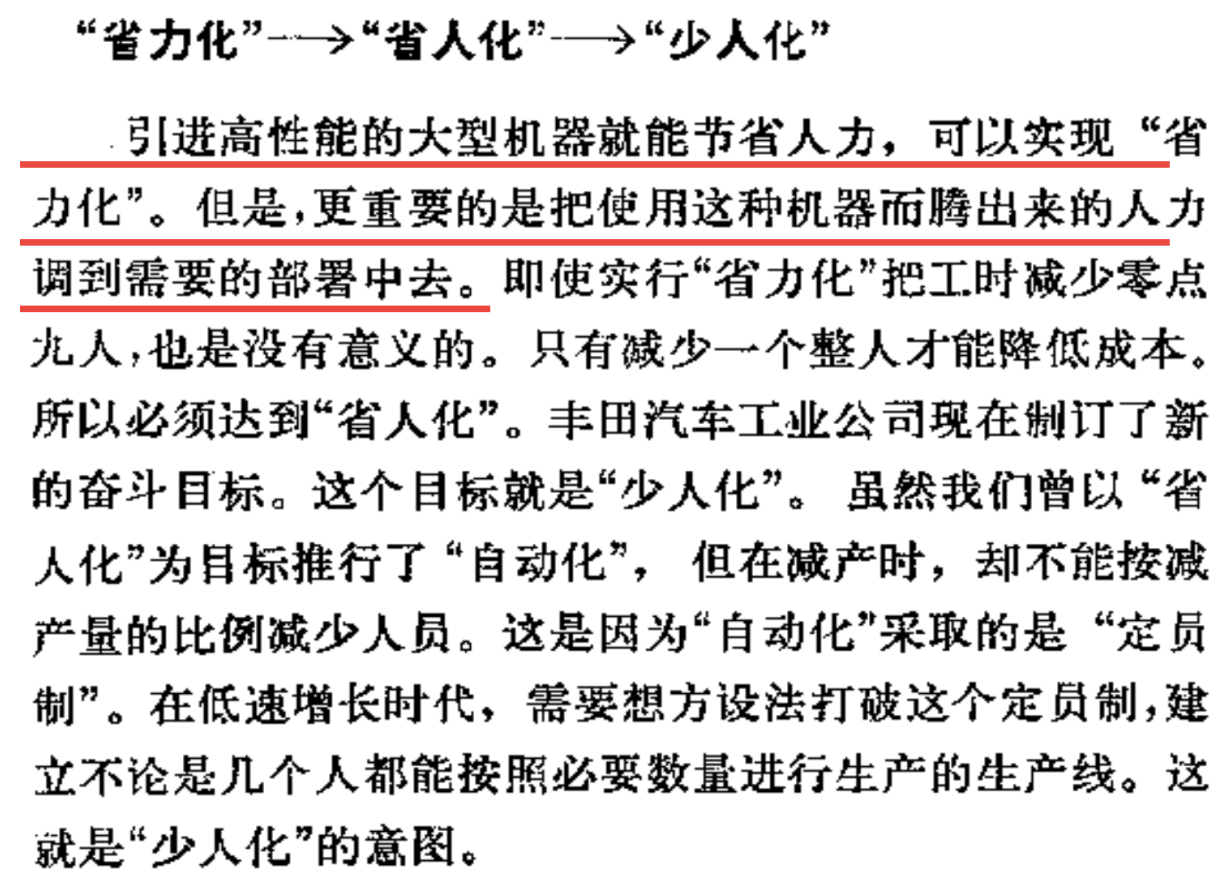 “省力化”——→“省人化”——→“少人化”
引进高性能的大型机器就能节省人力，可以实现“省
力化”。但是，更重要的是把使用这种机器而腾出来的人力
调到需要的部署中去。即使实行“省力化”把工时减少零点
九人，也是没有意义的。只有减少一个整人才能降低成本。
所以必须达到“省人化”。丰田汽车工业公司现在制订了新
的奋斗目标。这个目标就是“少人化”。虽然我们曾以“省
人化”为目标推行了“自动化”，但在减产时，却不能按减
产量的比例减少人员。这是因为“自动化”采取的是“定员
制”。在低速增长时代，需要想方设法打破这个定员制，建
立不论是几个人都能按照必要数量进行生产的生产线。这
就是“少人化”的意图。